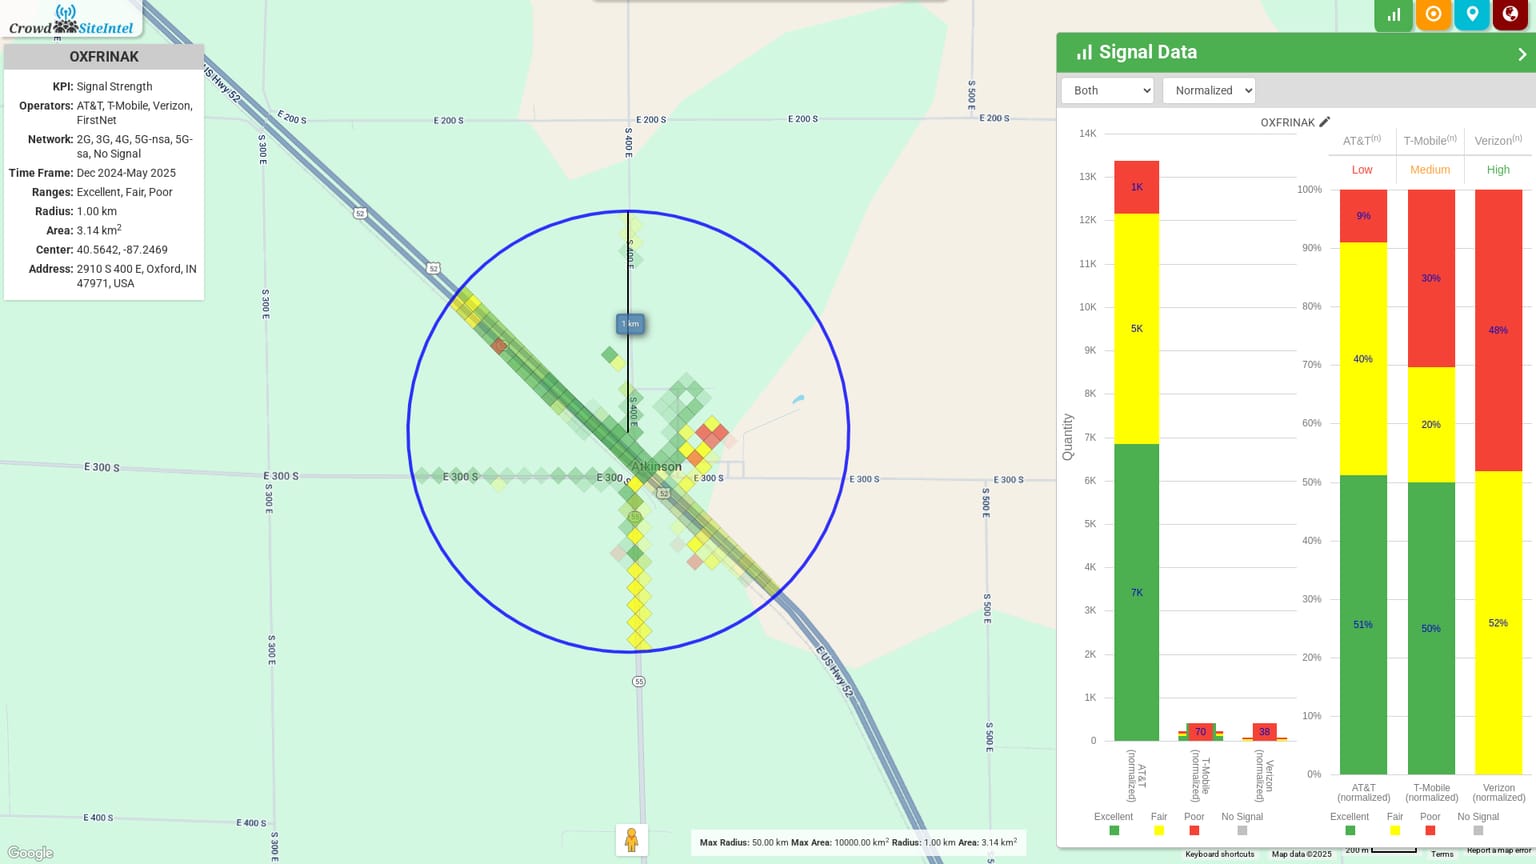 Crowd SiteIntel
OXFRINAK
KPI: Signal Strength
Operators: AT&T, T-Mobile, Verizon,
FirstNet
Network: 2G, 3G, 4G, 5G-nsa, 5G-
sa, No Signal
Time Frame: Dec 2024-May 2025
Ranges: Excellent, Fair, Poor
Radius: 1.00 km
Area: 3.14 km²
Center: 40.5642, -87.2469
Address: 2910 S 400 E, Oxford, IN
47971, USA
US Hwy 52
E 200 S
E 200 S
E 200 S
E 200 S
E 200 S
S 300 E
S 400 E
S 500 E
52
52
S 300 E
S 400 E
1 km
S 400 E
Atkinson
E 300 S
E 300 S
E 300 S
E 300 S
E 300 S
E 300 S
E 300 S
52
55
S 300 E
S 500 E
S 500 E
S 300 E
55
E US Hwy 52
S 500 E
E 400 S
E 400 S
S 300 E
Google
Max Radius: 50.00 km Max Area: 10000.00 km² Radius: 1.00 km Area: 3.14 km²
Signal Data
Both
Normalized
OXFRINAK
14K
13K
12K
11K
10K
9K
8K
7K
6K
5K
4K
3K
2K
1K
0
Quantity
1K
5K
7K
70
38
AT&T
(normalized)
T-Mobile
(normalized)
Verizon
(normalized)
Excellent Fair Poor No Signal
AT&T(n) T-Mobile(n) Verizon(n)
Low Medium High
100%
90%
80%
70%
60%
50%
40%
30%
20%
10%
0%
9%
40%
51%
30%
20%
50%
48%
52%
AT&T
(normalized)
T-Mobile
(normalized)
Verizon
(normalized)
Excellent Fair Poor No Signal
Keyboard shortcuts Map data ©2025 200 m Terms Report a map error